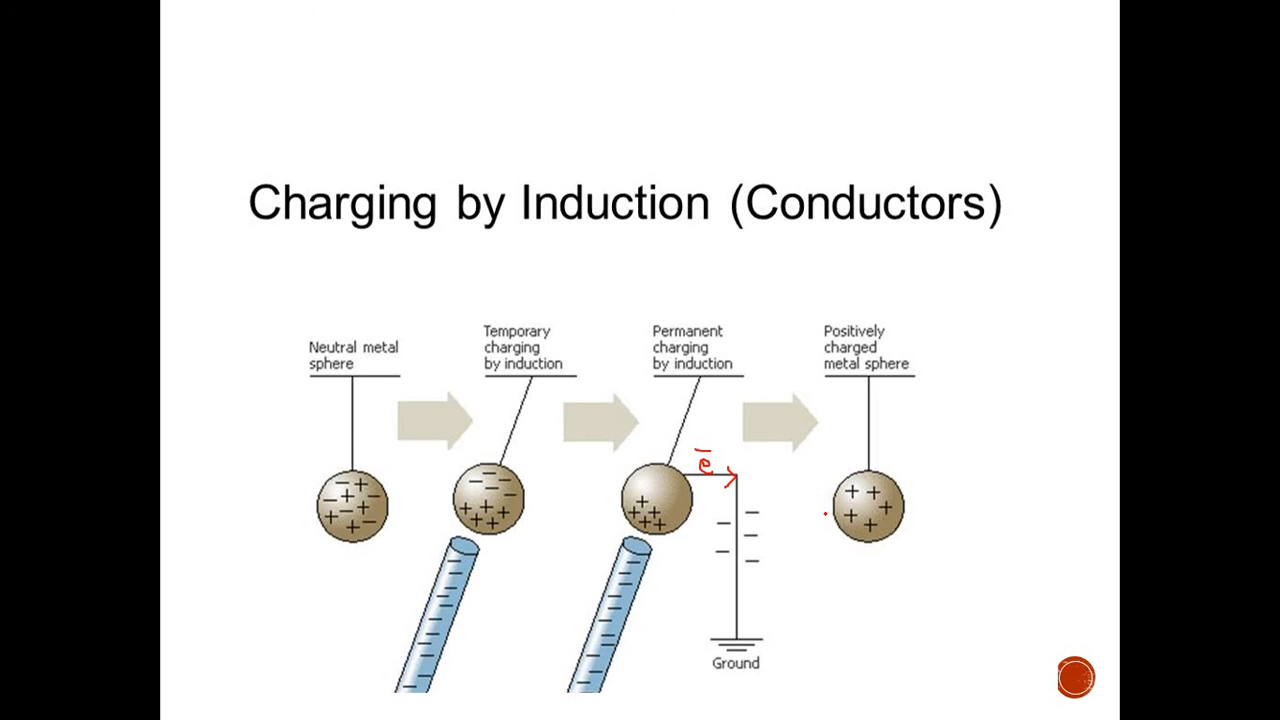 Charging by Induction (Conductors)
Neutral metal
sphere
Temporary
charging
by induction
Permanent
charging
by induction
Positively
charged
metal sphere
e̅
Ground